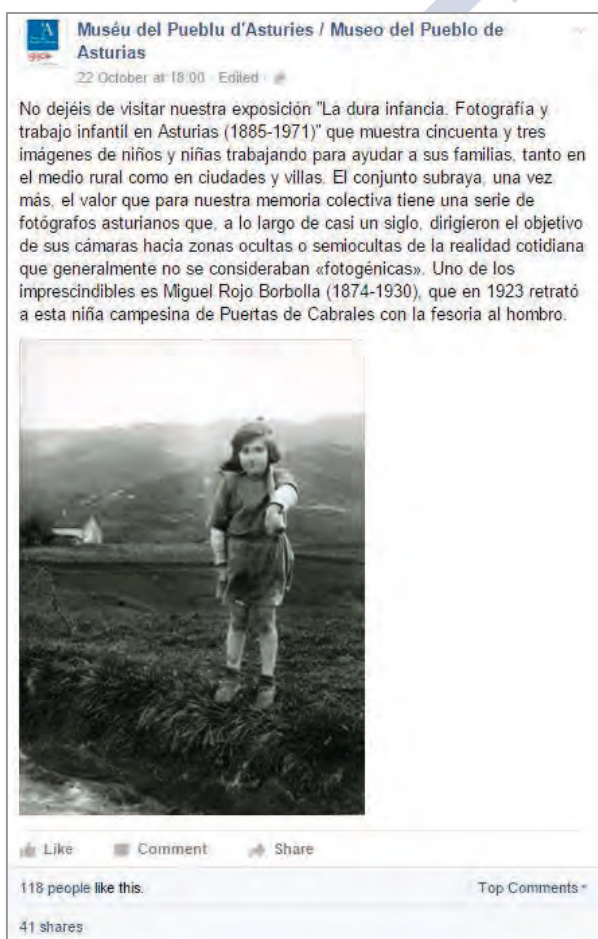 Muséu del Pueblu d'Asturies / Museo del Pueblo de
Asturias
22 October at 18:00 · Edited ·
No dejéis de visitar nuestra exposición "La dura infancia. Fotografía y
trabajo infantil en Asturias (1885-1971)" que muestra cincuenta y tres
imágenes de niños y niñas trabajando para ayudar a sus familias, tanto en
el medio rural como en ciudades y villas. El conjunto subraya, una vez
más, el valor que para nuestra memoria colectiva tiene una serie de
fotógrafos asturianos que, a lo largo de casi un siglo, dirigieron el objetivo
de sus cámaras hacia zonas ocultas o semiocultas de la realidad cotidiana
que generalmente no se consideraban «fotogénicas». Uno de los
imprescindibles es Miguel Rojo Borbolla (1874-1930), que en 1923 retrató
a esta niña campesina de Puertas de Cabrales con la fesoria al hombro.
Like Comment Share
118 people like this. Top Comments
41 shares